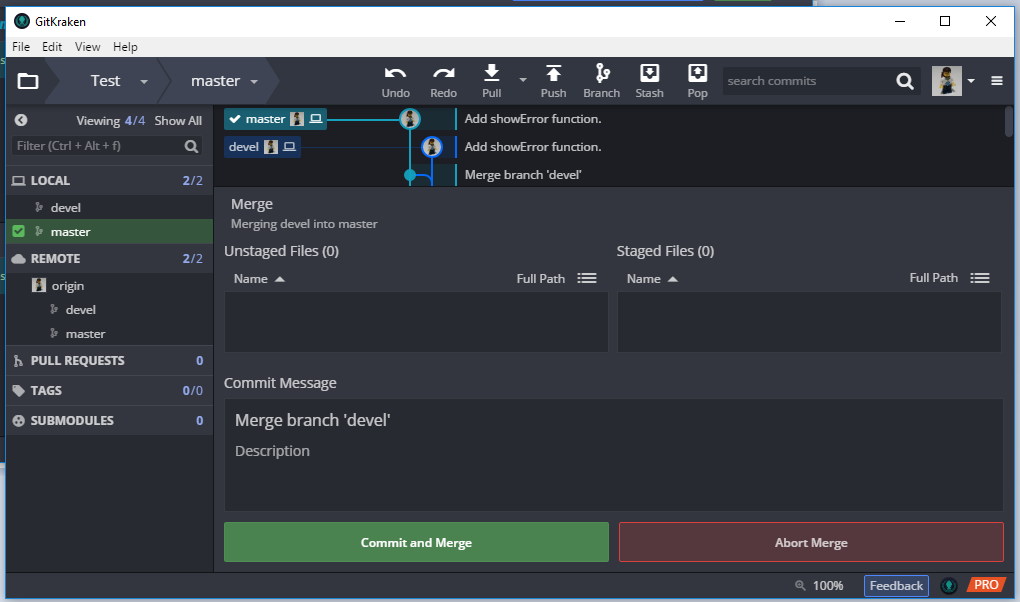 GitKraken
File Edit View Help
Test master Undo Redo Pull Push Branch Stash Pop search commits
Viewing 4/4 Show All
Filter (Ctrl + Alt + f)
LOCAL 2/2
devel
master
REMOTE 2/2
origin
devel
master
PULL REQUESTS 0
TAGS 0/0
SUBMODULES 0
master Add showError function.
devel Add showError function.
Merge branch 'devel'
Merge
Merging devel into master
Unstaged Files (0) Staged Files (0)
Name Full Path Name Full Path
Commit Message
Merge branch 'devel'
Description
Commit and Merge Abort Merge
100% Feedback PRO